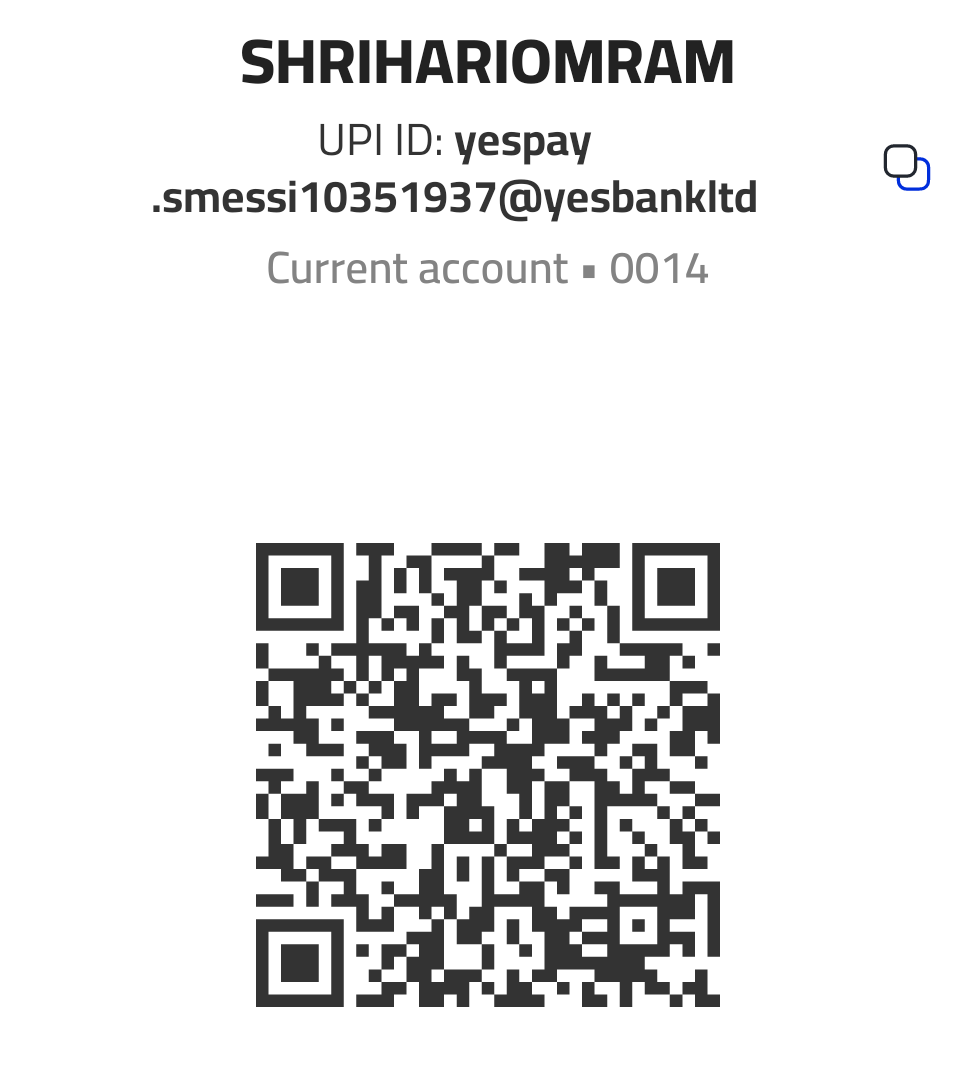 SHRIHARIOMRAM
UPI ID: yespay
.smessi10351937@yesbankltd
Current account ▪ 0014